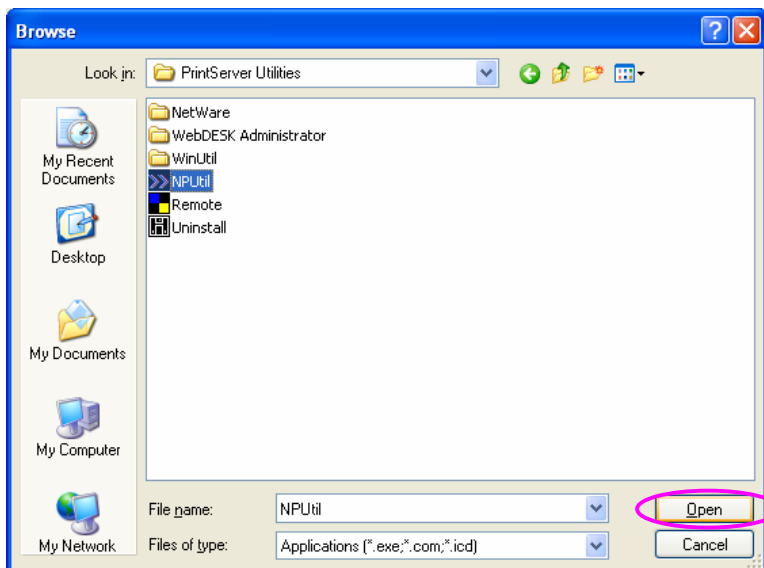 Browse
Look in: PrintServer Utilities
My Recent
Documents
Desktop
My Documents
My Computer
My Network
NetWare
WebDESK Administrator
WinUtil
NPUtil
Remote
Uninstall
File name: NPUtil Open
Files of type: Applications (*.exe;*.com;*.icd) Cancel